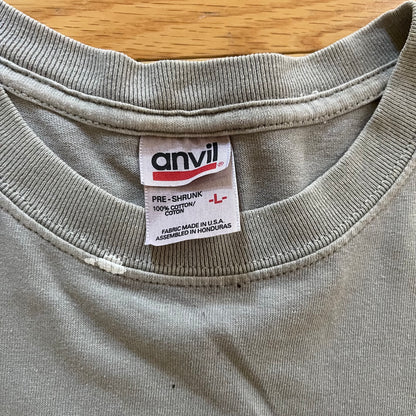 anvil
PRE-SHRUNK
100% COTTON/
COTON
-L-
FABRIC MADE IN U.S.A.
ASSEMBLED IN HONDURAS